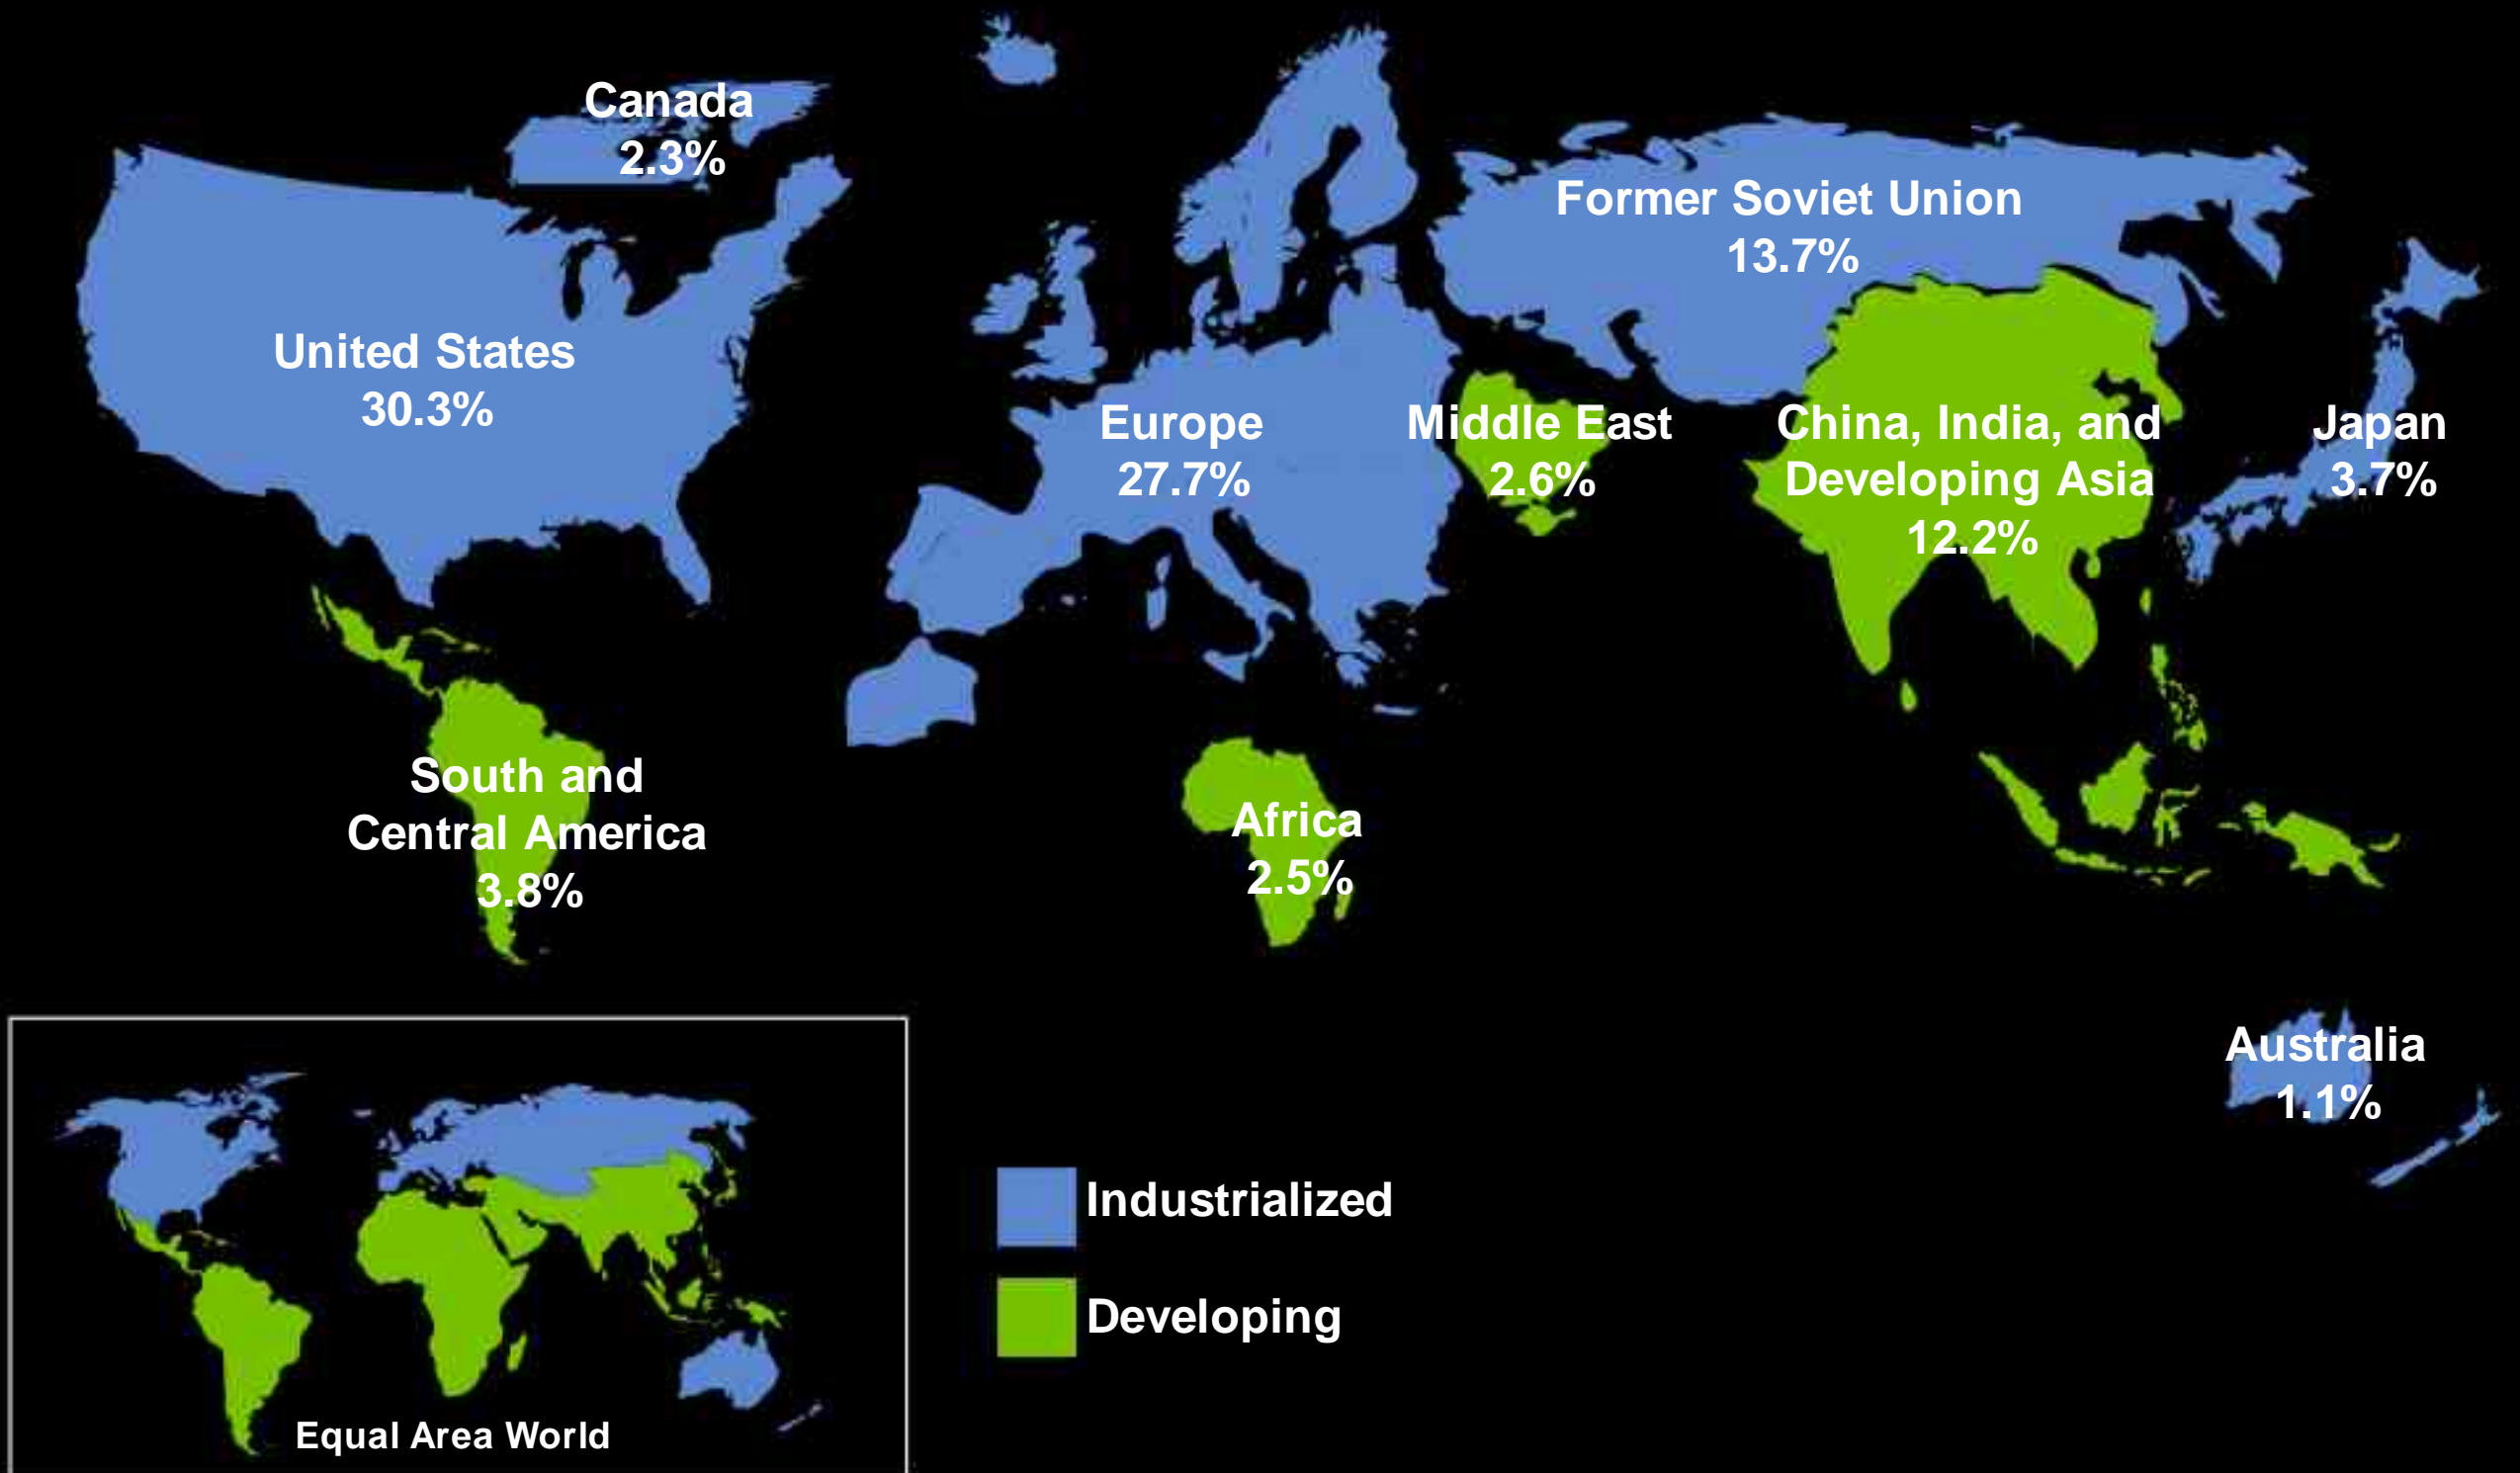 Canada
2.3%
United States
30.3%
Former Soviet Union
13.7%
Europe
27.7%
Middle East
2.6%
China, India, and
Developing Asia
12.2%
Japan
3.7%
South and
Central America
3.8%
Africa
2.5%
Australia
1.1%
Industrialized
Developing
Equal Area World